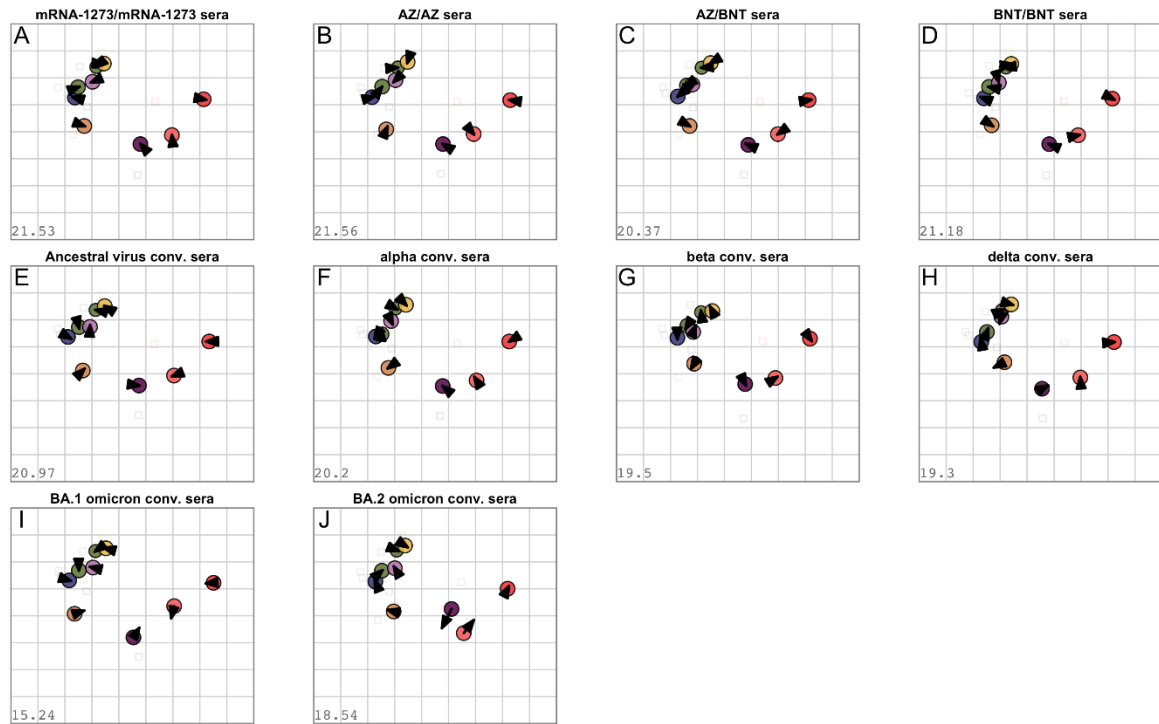 mRNA-1273/mRNA-1273 sera
A
21.53
AZ/AZ sera
B
21.56
AZ/BNT sera
C
20.37
BNT/BNT sera
D
21.18
Ancestral virus conv. sera
E
20.97
alpha conv. sera
F
20.2
beta conv. sera
G
19.5
delta conv. sera
H
19.3
BA.1 omicron conv. sera
I
15.24
BA.2 omicron conv. sera
J
18.54